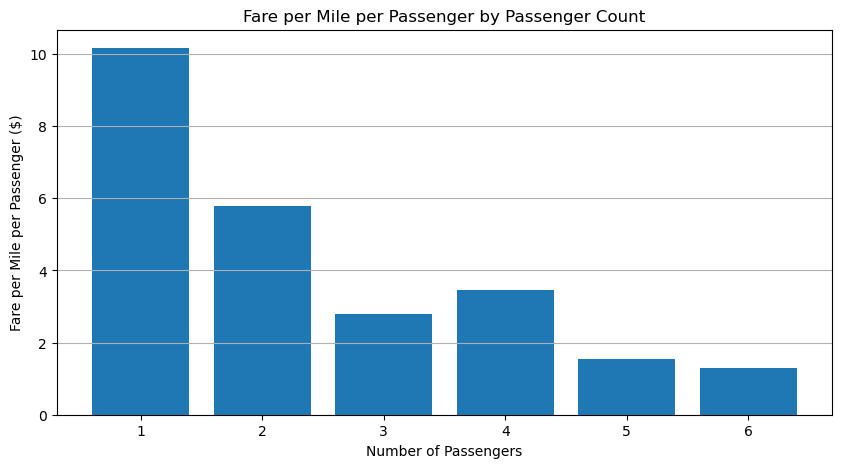 Fare per Mile per Passenger by Passenger Count
Fare per Mile per Passenger ($)
10
8
6
4
2
0
1 2 3 4 5 6
Number of Passengers